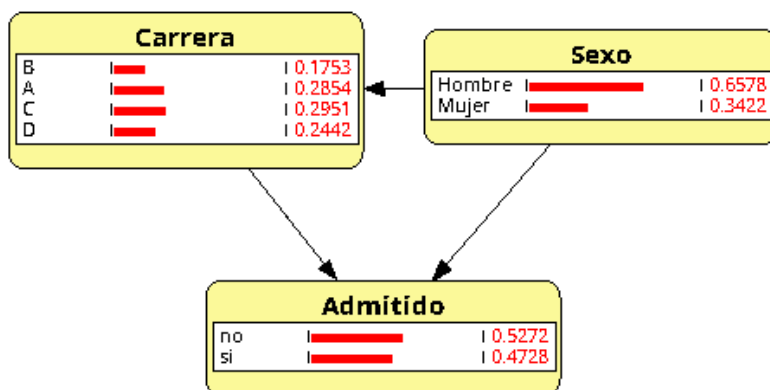 Carrera
B 0.1753
A 0.2854
C 0.2951
D 0.2442
Sexo
Hombre 0.6578
Mujer 0.3422
Admitido
no 0.5272
si 0.4728